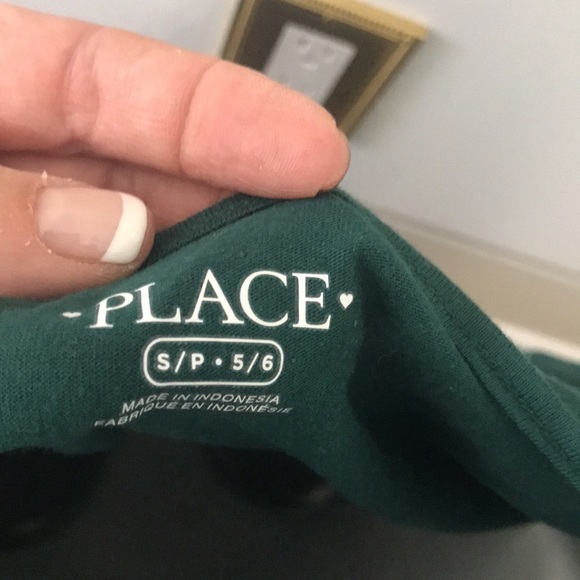 PLACE
S/P • 5/6
MADE IN INDONESIA
FABRIQUÉ EN INDONÉSIE